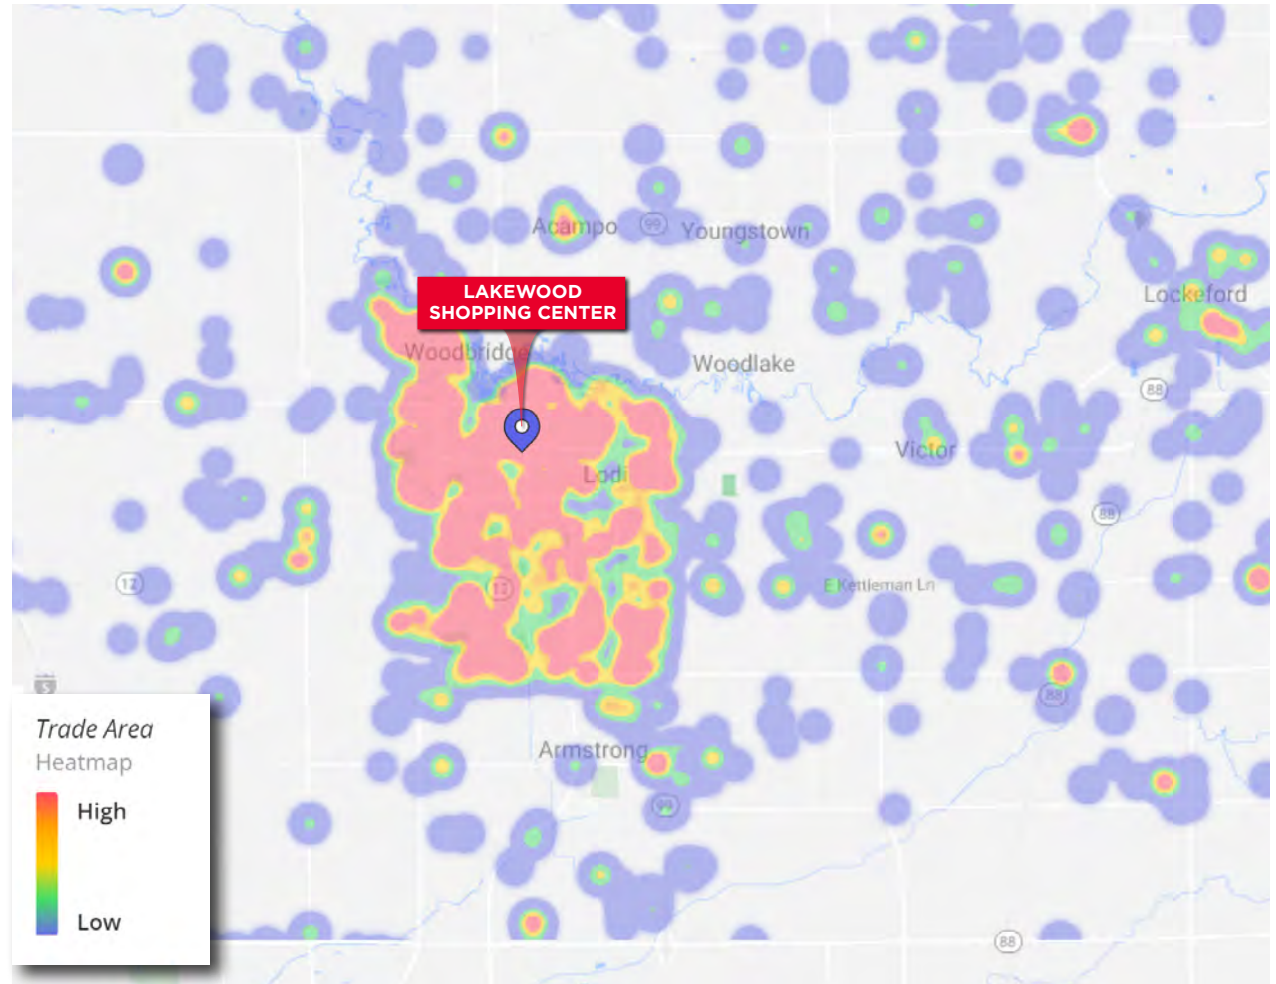 Acampo
99
Youngstown
LAKEWOOD
SHOPPING CENTER
Lockeford
Woodbridge
Woodlake
88
Victor
Lodi
88
12
12
E Kettleman Ln
5
88
Trade Area
Heatmap
High
Low
Armstrong
99
88